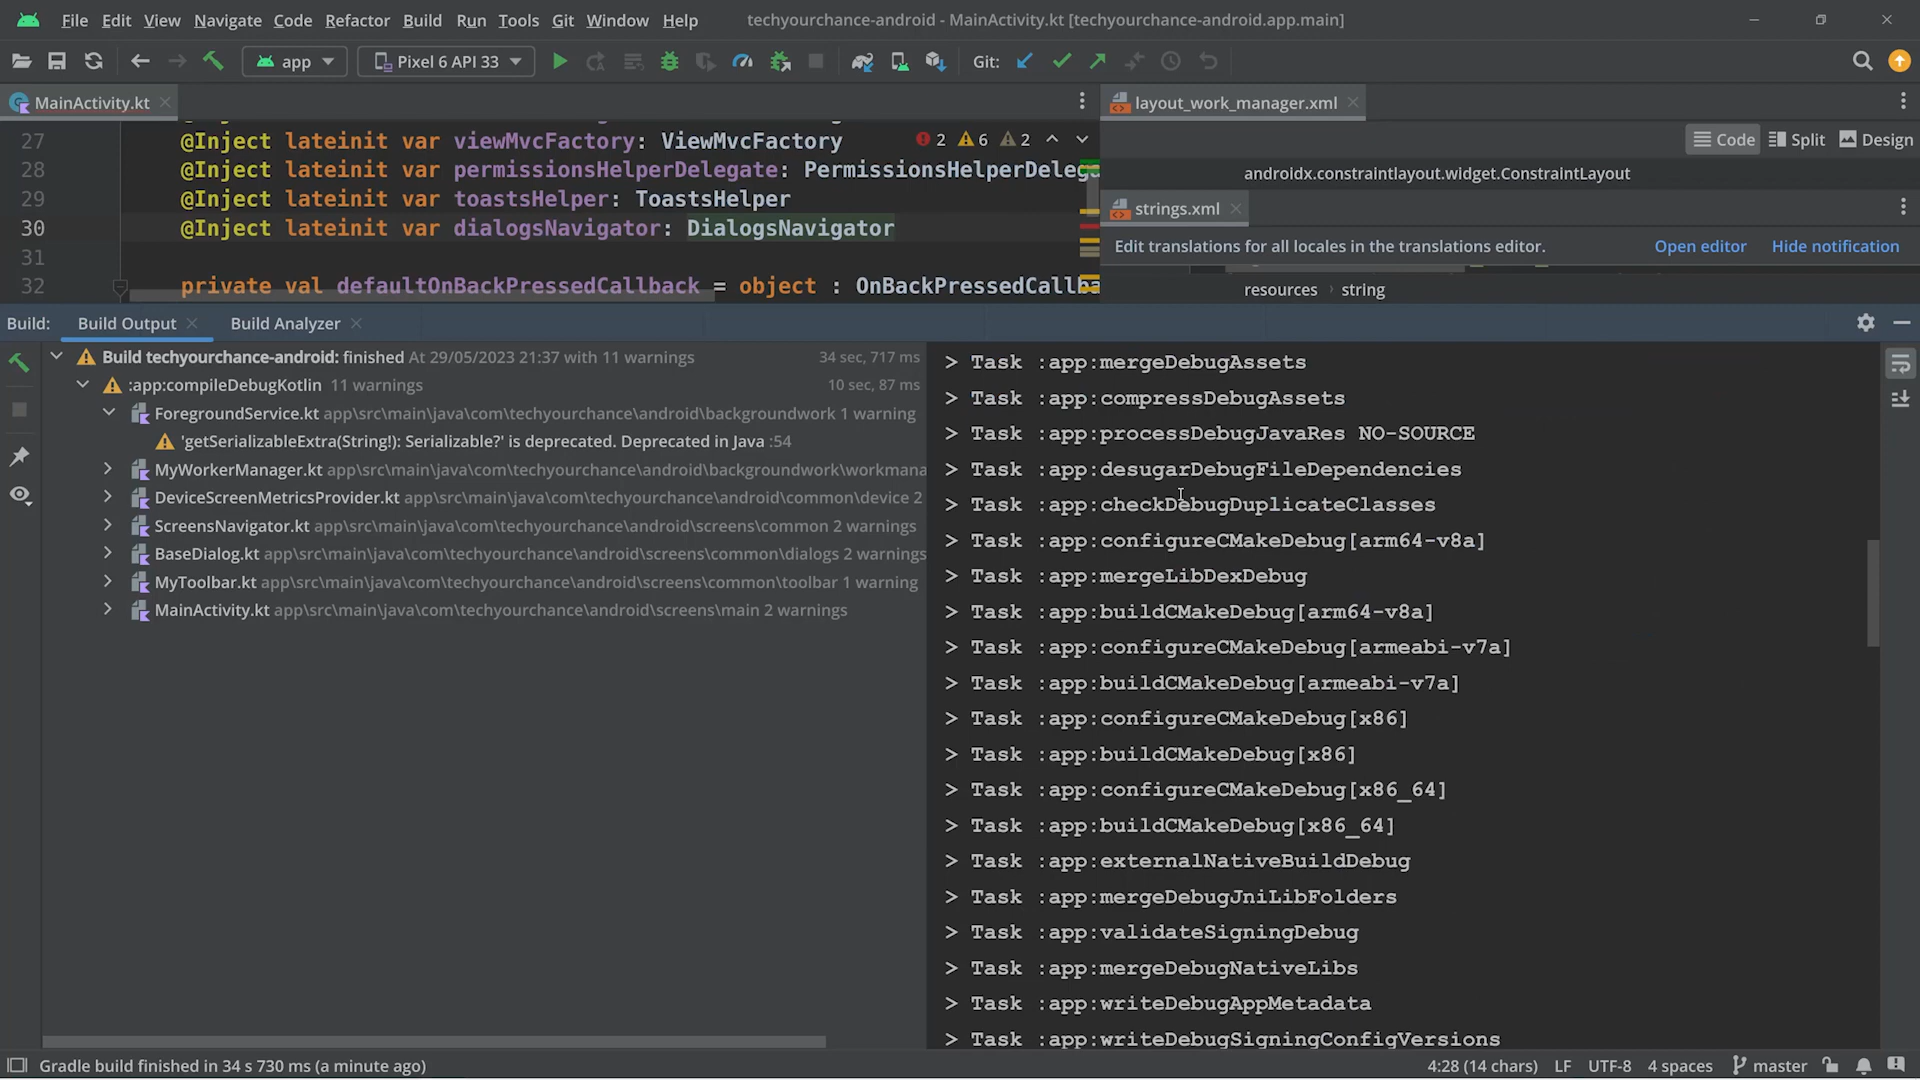 File Edit View Navigate Code Refactor Build Run Tools Git Window Help techyourchance-android - MainActivity.kt [techyourchance-android.app.main]
app Pixel 6 API 33 Git:
MainActivity.kt
27 @Inject lateinit var viewMvcFactory: ViewMvcFactory 2 6 2
28 @Inject lateinit var permissionsHelperDelegate: PermissionsHelperDelega
29 @Inject lateinit var toastsHelper: ToastsHelper
30 @Inject lateinit var dialogsNavigator: DialogsNavigator
31
32 private val defaultOnBackPressedCallback = object : OnBackPressedCallba
layout_work_manager.xml
Code Split Design
androidx.constraintlayout.widget.ConstraintLayout
strings.xml
Edit translations for all locales in the translations editor. Open editor Hide notification
resources › string
Build: Build Output Build Analyzer
Build techyourchance-android: finished At 29/05/2023 21:37 with 11 warnings 34 sec, 717 ms
:app:compileDebugKotlin 11 warnings 10 sec, 87 ms
ForegroundService.kt app\src\main\java\com\techyourchance\android\backgroundwork 1 warning
'getSerializableExtra(String!): Serializable?' is deprecated. Deprecated in Java :54
MyWorkerManager.kt app\src\main\java\com\techyourchance\android\backgroundwork\workmana
DeviceScreenMetricsProvider.kt app\src\main\java\com\techyourchance\android\common\device 2
ScreensNavigator.kt app\src\main\java\com\techyourchance\android\screens\common 2 warnings
BaseDialog.kt app\src\main\java\com\techyourchance\android\screens\common\dialogs 2 warnings
MyToolbar.kt app\src\main\java\com\techyourchance\android\screens\common\toolbar 1 warning
MainActivity.kt app\src\main\java\com\techyourchance\android\screens\main 2 warnings
> Task :app:mergeDebugAssets
> Task :app:compressDebugAssets
> Task :app:processDebugJavaRes NO-SOURCE
> Task :app:desugarDebugFileDependencies
> Task :app:checkDebugDuplicateClasses
> Task :app:configureCMakeDebug[arm64-v8a]
> Task :app:mergeLibDexDebug
> Task :app:buildCMakeDebug[arm64-v8a]
> Task :app:configureCMakeDebug[armeabi-v7a]
> Task :app:buildCMakeDebug[armeabi-v7a]
> Task :app:configureCMakeDebug[x86]
> Task :app:buildCMakeDebug[x86]
> Task :app:configureCMakeDebug[x86_64]
> Task :app:buildCMakeDebug[x86_64]
> Task :app:externalNativeBuildDebug
> Task :app:mergeDebugJniLibFolders
> Task :app:validateSigningDebug
> Task :app:mergeDebugNativeLibs
> Task :app:writeDebugAppMetadata
> Task :app:writeDebugSigningConfigVersions
Gradle build finished in 34 s 730 ms (a minute ago) 4:28 (14 chars) LF UTF-8 4 spaces master